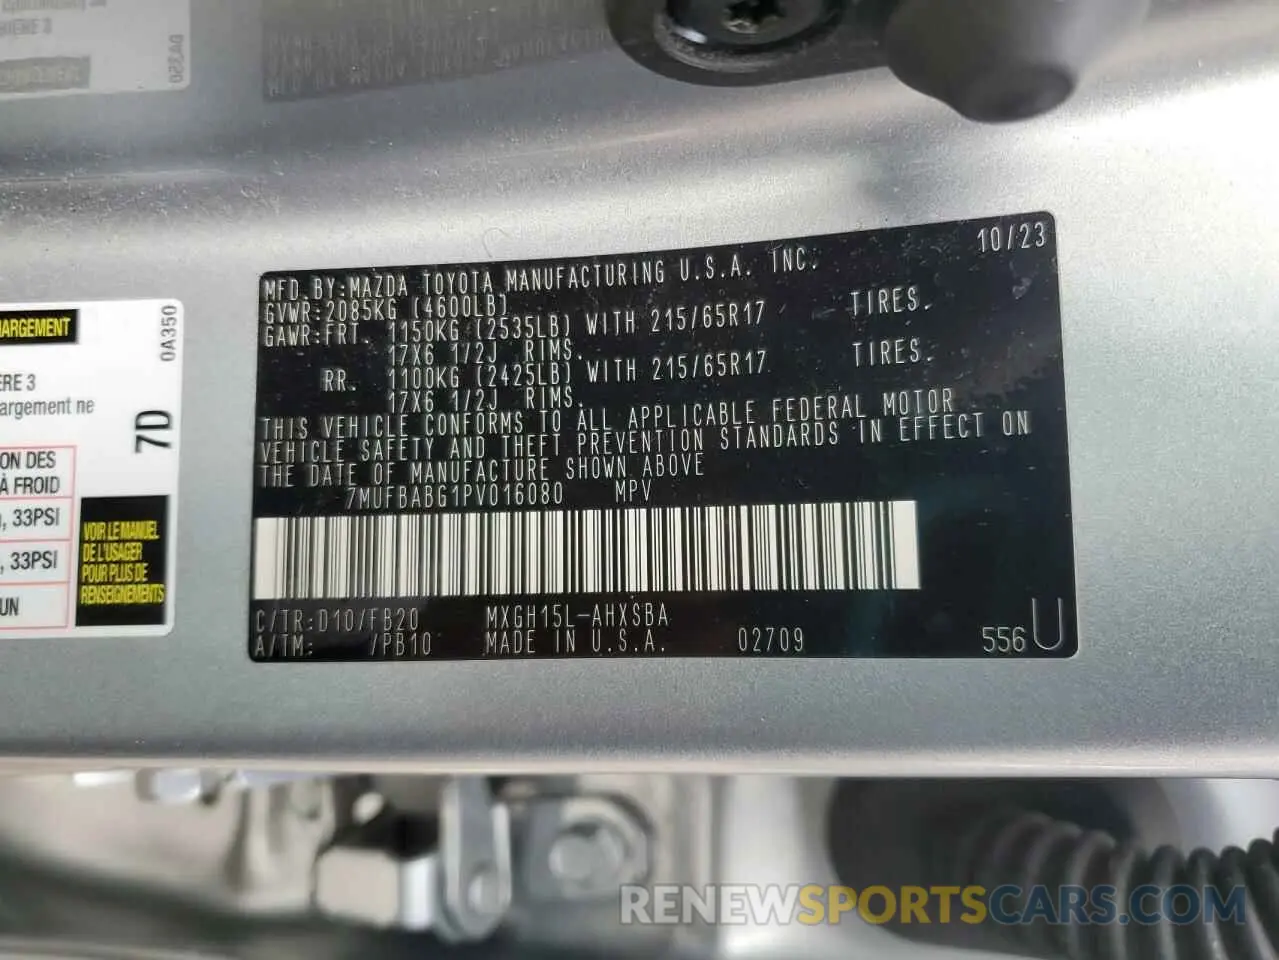 10/23
MFD.BY:MAZDA TOYOTA MANUFACTURING U.S.A. INC.
GVWR:2085KG (4600LB)
GAWR:FRT. 1150KG (2535LB) WITH 215/65R17 TIRES.
17X6 1/2J RIMS.
RR. 1100KG (2425LB) WITH 215/65R17 TIRES.
17X6 1/2J RIMS.
THIS VEHICLE CONFORMS TO ALL APPLICABLE FEDERAL MOTOR
VEHICLE SAFETY AND THEFT PREVENTION STANDARDS IN EFFECT ON
THE DATE OF MANUFACTURE SHOWN ABOVE
7MUFBABG1PV016080 MPV
C/TR:D10/FB20 MXGH15L-AHXSBA
A/TM: /PB10 MADE IN U.S.A. 02709 556U
HARGEMENT
0A350
ERE 3
argement ne
7D
ON DES
À FROID
, 33PSI
, 33PSI
UN
VOIR LE MANUEL
DE L'USAGER
POUR PLUS DE
RENSEIGNEMENTS
RENEWSPORTSCARS.COM